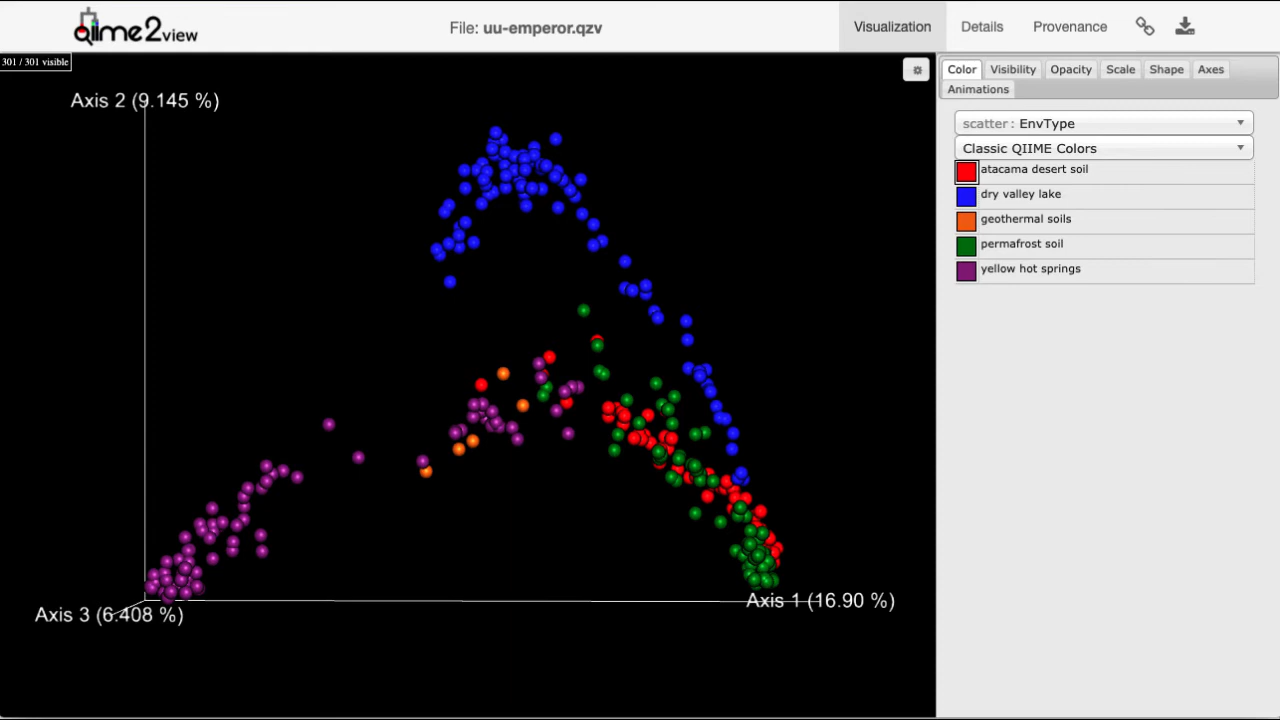 qiime2view
File: uu-emperor.qzv
Visualization
Details
Provenance
301 / 301 visible
Color
Visibility
Opacity
Scale
Shape
Axes
Animations
Axis 2 (9.145 %)
scatter: EnvType
Classic QIIME Colors
atacama desert soil
dry valley lake
geothermal soils
permafrost soil
yellow hot springs
Axis 1 (16.90 %)
Axis 3 (6.408 %)